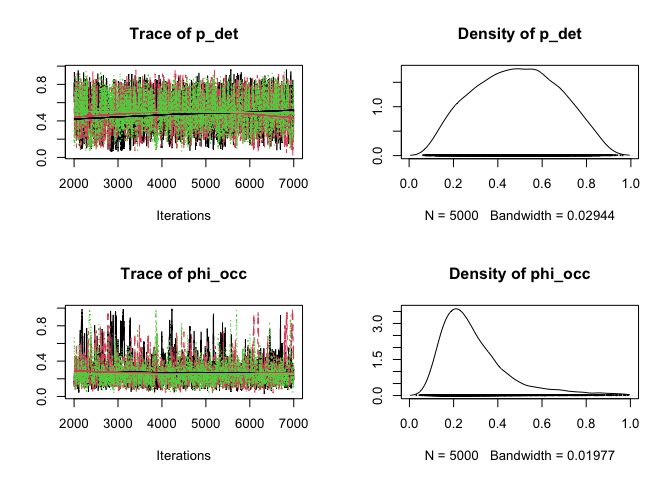 Trace of p_det
0.0 0.4 0.8
2000 3000 4000 5000 6000 7000
Iterations
Density of p_det
0.0 1.0
0.0 0.2 0.4 0.6 0.8 1.0
N = 5000 Bandwidth = 0.02944
Trace of phi_occ
0.0 0.4 0.8
2000 3000 4000 5000 6000 7000
Iterations
Density of phi_occ
0.0 1.5 3.0
0.0 0.2 0.4 0.6 0.8 1.0
N = 5000 Bandwidth = 0.01977